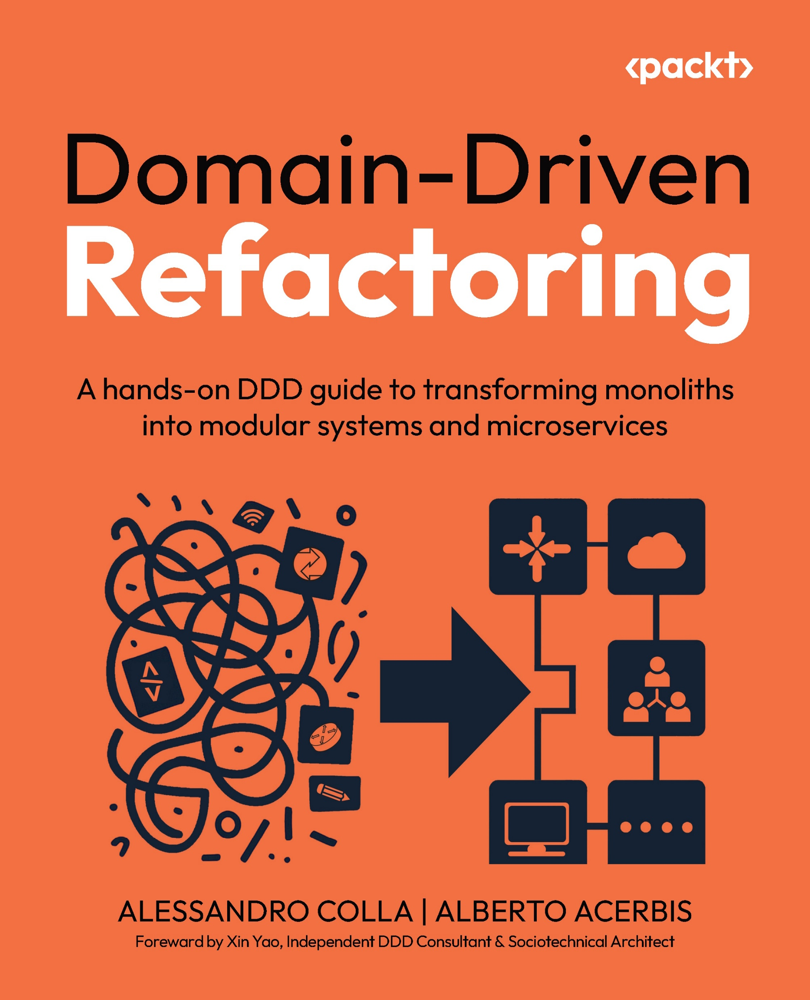 <packt>
Domain-Driven
Refactoring
A hands-on DDD guide to transforming monoliths
into modular systems and microservices
ALESSANDRO COLLA | ALBERTO ACERBIS
Foreward by Xin Yao, Independent DDD Consultant & Sociotechnical Architect